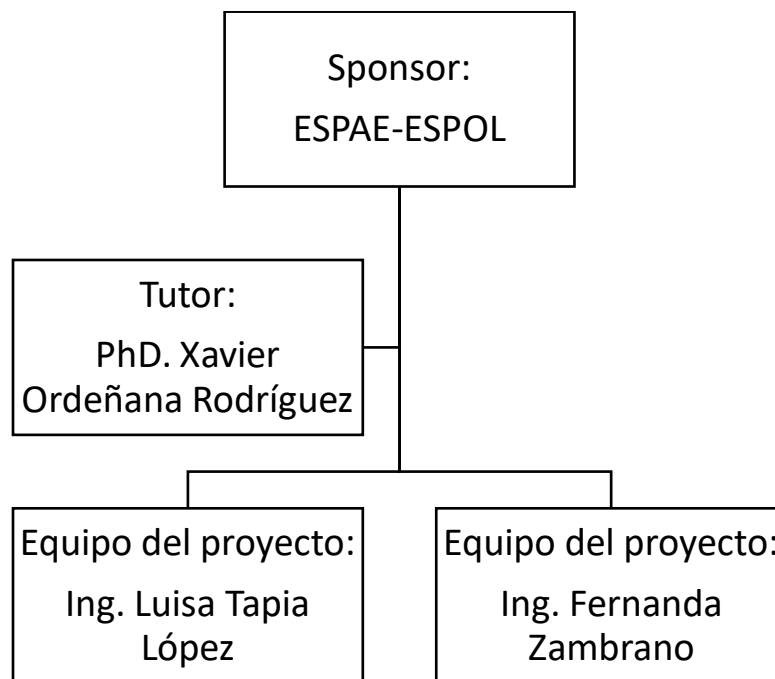 Sponsor:
ESPAE-ESPOL
Tutor:
PhD. Xavier
Ordeñana Rodríguez
Equipo del proyecto:
Ing. Luisa Tapia
López
Equipo del proyecto:
Ing. Fernanda
Zambrano